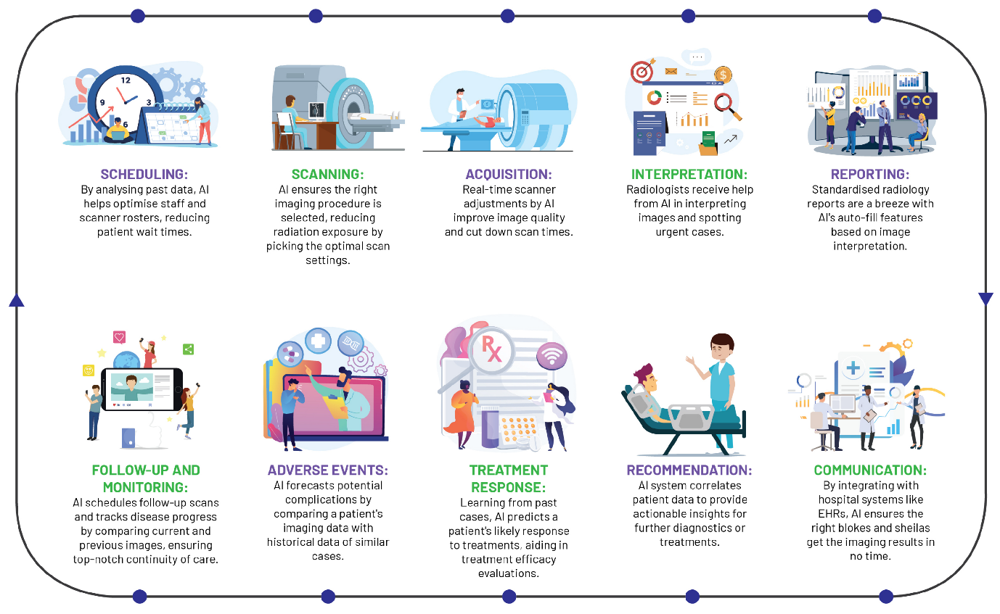 12
3
6
9
SCHEDULING:
By analysing past data, AI
helps optimise staff and
scanner rosters, reducing
patient wait times.
SCANNING:
AI ensures the right
imaging procedure is
selected, reducing
radiation exposure by
picking the optimal scan
settings.
ACQUISITION:
Real-time scanner
adjustments by AI
improve image quality
and cut down scan times.
$
INTERPRETATION:
Radiologists receive help
from AI in interpreting
images and spotting
urgent cases.
REPORTING:
Standardised radiology
reports are a breeze with
AI's auto-fill features
based on image
interpretation.
COMMUNICATION:
By integrating with
hospital systems like
EHRs, AI ensures the
right blokes and sheilas
get the imaging results in
no time.
RECOMMENDATION:
AI system correlates
patient data to provide
actionable insights for
further diagnostics or
treatments.
RX
TREATMENT
RESPONSE:
Learning from past
cases, AI predicts a
patient's likely response
to treatments, aiding in
treatment efficacy
evaluations.
ADVERSE EVENTS:
AI forecasts potential
complications by
comparing a patient's
imaging data with
historical data of similar
cases.
FOLLOW-UP AND
MONITORING:
AI schedules follow-up scans
and tracks disease progress
by comparing current and
previous images, ensuring
top-notch continuity of care.